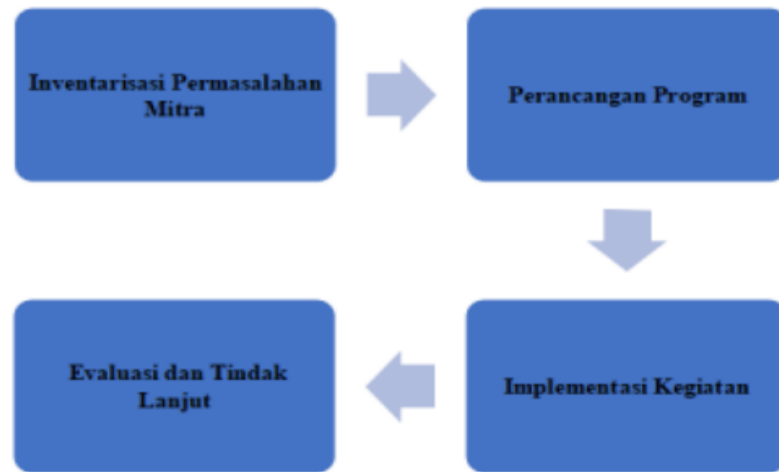 Inventarisasi Permasalahan
Mitra
Perancangan Program
Implementasi Kegiatan
Evaluasi dan Tindak
Lanjut